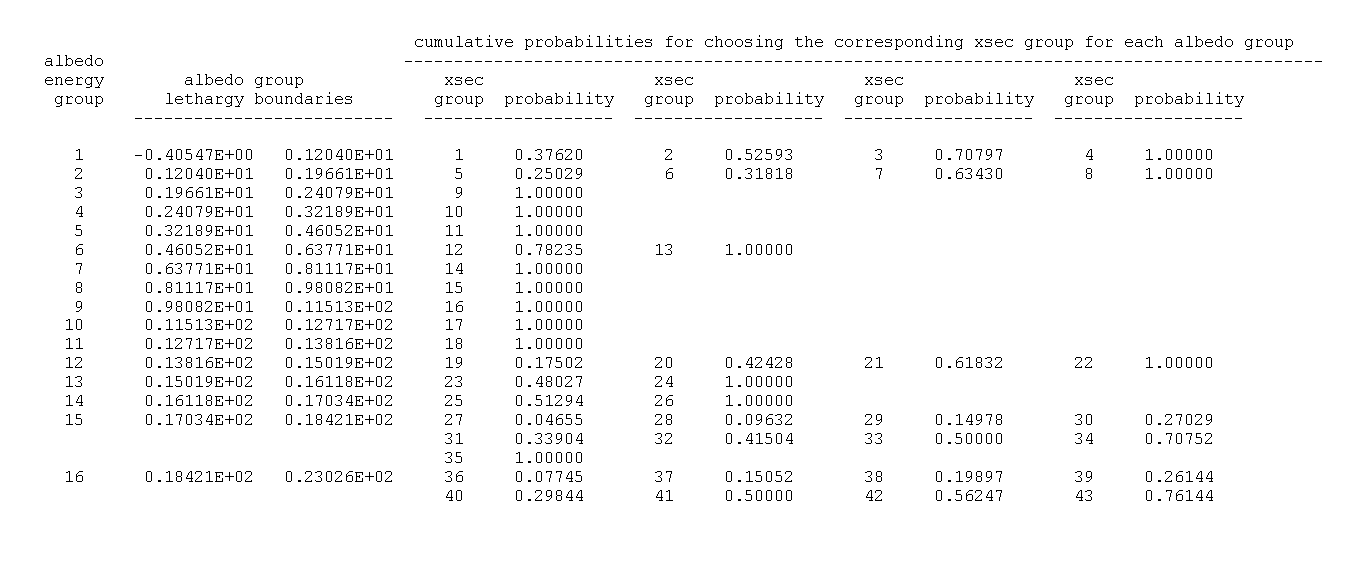 cumulative probabilities for choosing the corresponding xsec group for each albedo group
albedo --------------------------------------------------------------------------------------------
energy albedo group xsec xsec xsec xsec
group lethargy boundaries group probability group probability group probability group probability
-------------------------- ------------------- ------------------- ------------------- -------------------
1 -0.40547E+00 0.12040E+01 1 0.37620 2 0.52593 3 0.70797 4 1.00000
2 0.12040E+01 0.19661E+01 5 0.25029 6 0.31818 7 0.63430 8 1.00000
3 0.19661E+01 0.24079E+01 9 1.00000
4 0.24079E+01 0.32189E+01 10 1.00000
5 0.32189E+01 0.46052E+01 11 1.00000
6 0.46052E+01 0.63771E+01 12 0.78235 13 1.00000
7 0.63771E+01 0.81117E+01 14 1.00000
8 0.81117E+01 0.98082E+01 15 1.00000
9 0.98082E+01 0.11513E+02 16 1.00000
10 0.11513E+02 0.12717E+02 17 1.00000
11 0.12717E+02 0.13816E+02 18 1.00000
12 0.13816E+02 0.15019E+02 19 0.17502 20 0.42428 21 0.61832 22 1.00000
13 0.15019E+02 0.16118E+02 23 0.48027 24 1.00000
14 0.16118E+02 0.17034E+02 25 0.51294 26 1.00000
15 0.17034E+02 0.18421E+02 27 0.04655 28 0.09632 29 0.14978 30 0.27029
31 0.33904 32 0.41504 33 0.50000 34 0.70752
35 1.00000
16 0.18421E+02 0.23026E+02 36 0.07745 37 0.15052 38 0.19897 39 0.26144
40 0.29844 41 0.50000 42 0.56247 43 0.76144